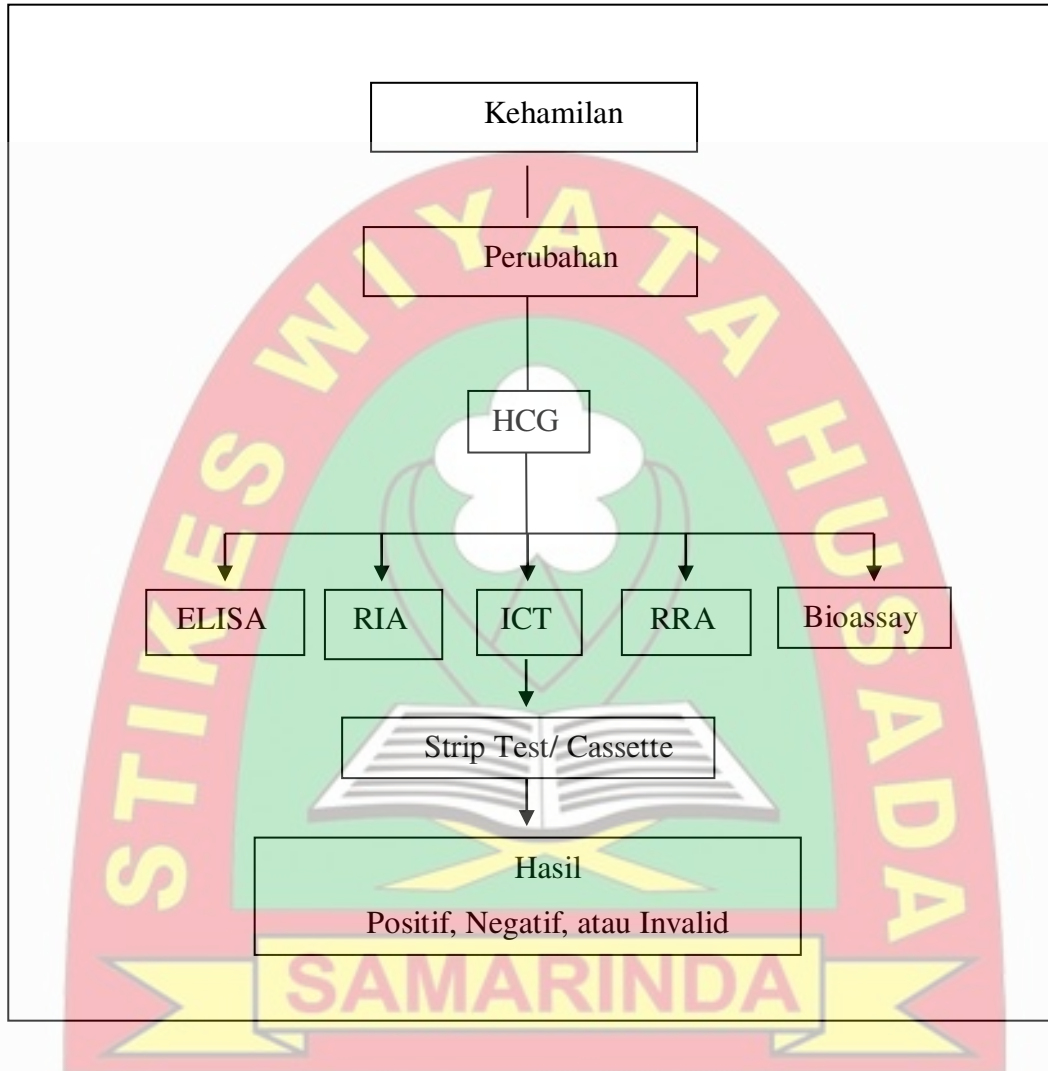 Kehamilan
Perubahan
HCG
ELISA
RIA
ICT
RRA
Bioassay
Strip Test/ Cassette
Hasil
Positif, Negatif, atau Invalid
STIKES WIYATA HUSADA
SAMARINDA